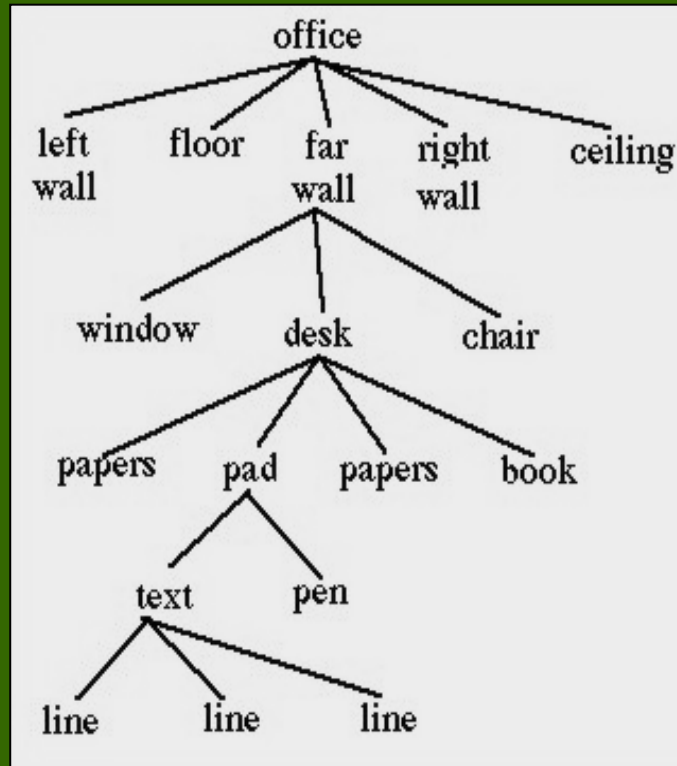 office
left floor far right ceiling
wall wall wall
window desk chair
papers pad papers book
text pen
line line line